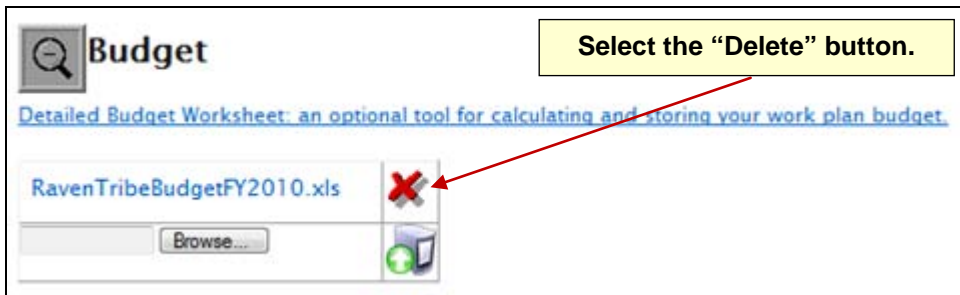 Budget
Select the “Delete” button.
Detailed Budget Worksheet: an optional tool for calculating and storing your work plan budget.
RavenTribeBudgetFY2010.xls
Browse...